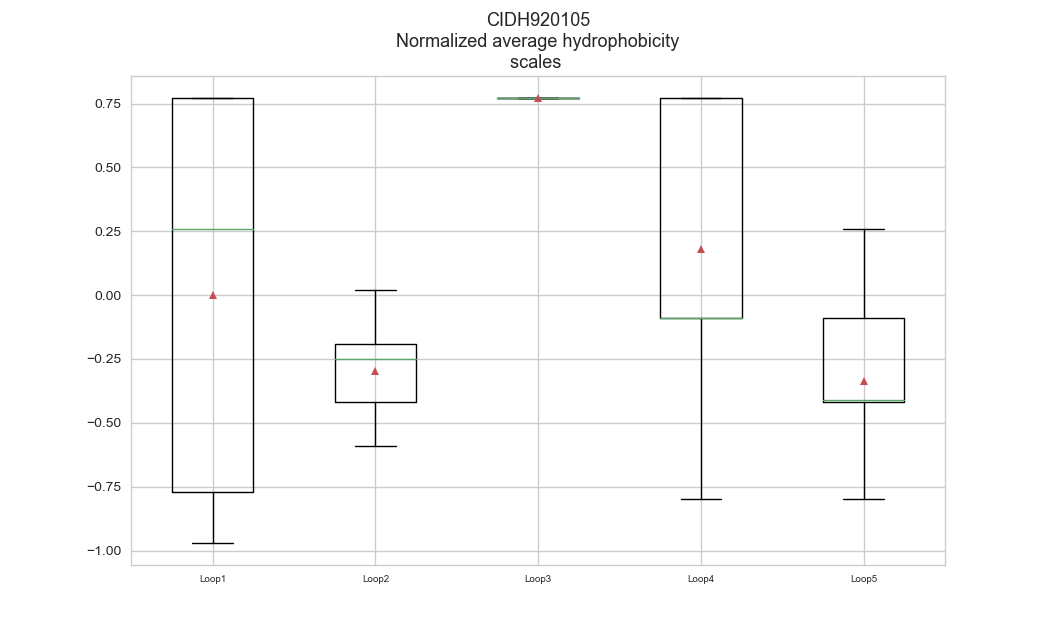 CIDH920105
Normalized average hydrophobicity
scales
0.75
0.50
0.25
0.00
−0.25
−0.50
−0.75
−1.00
Loop1 Loop2 Loop3 Loop4 Loop5